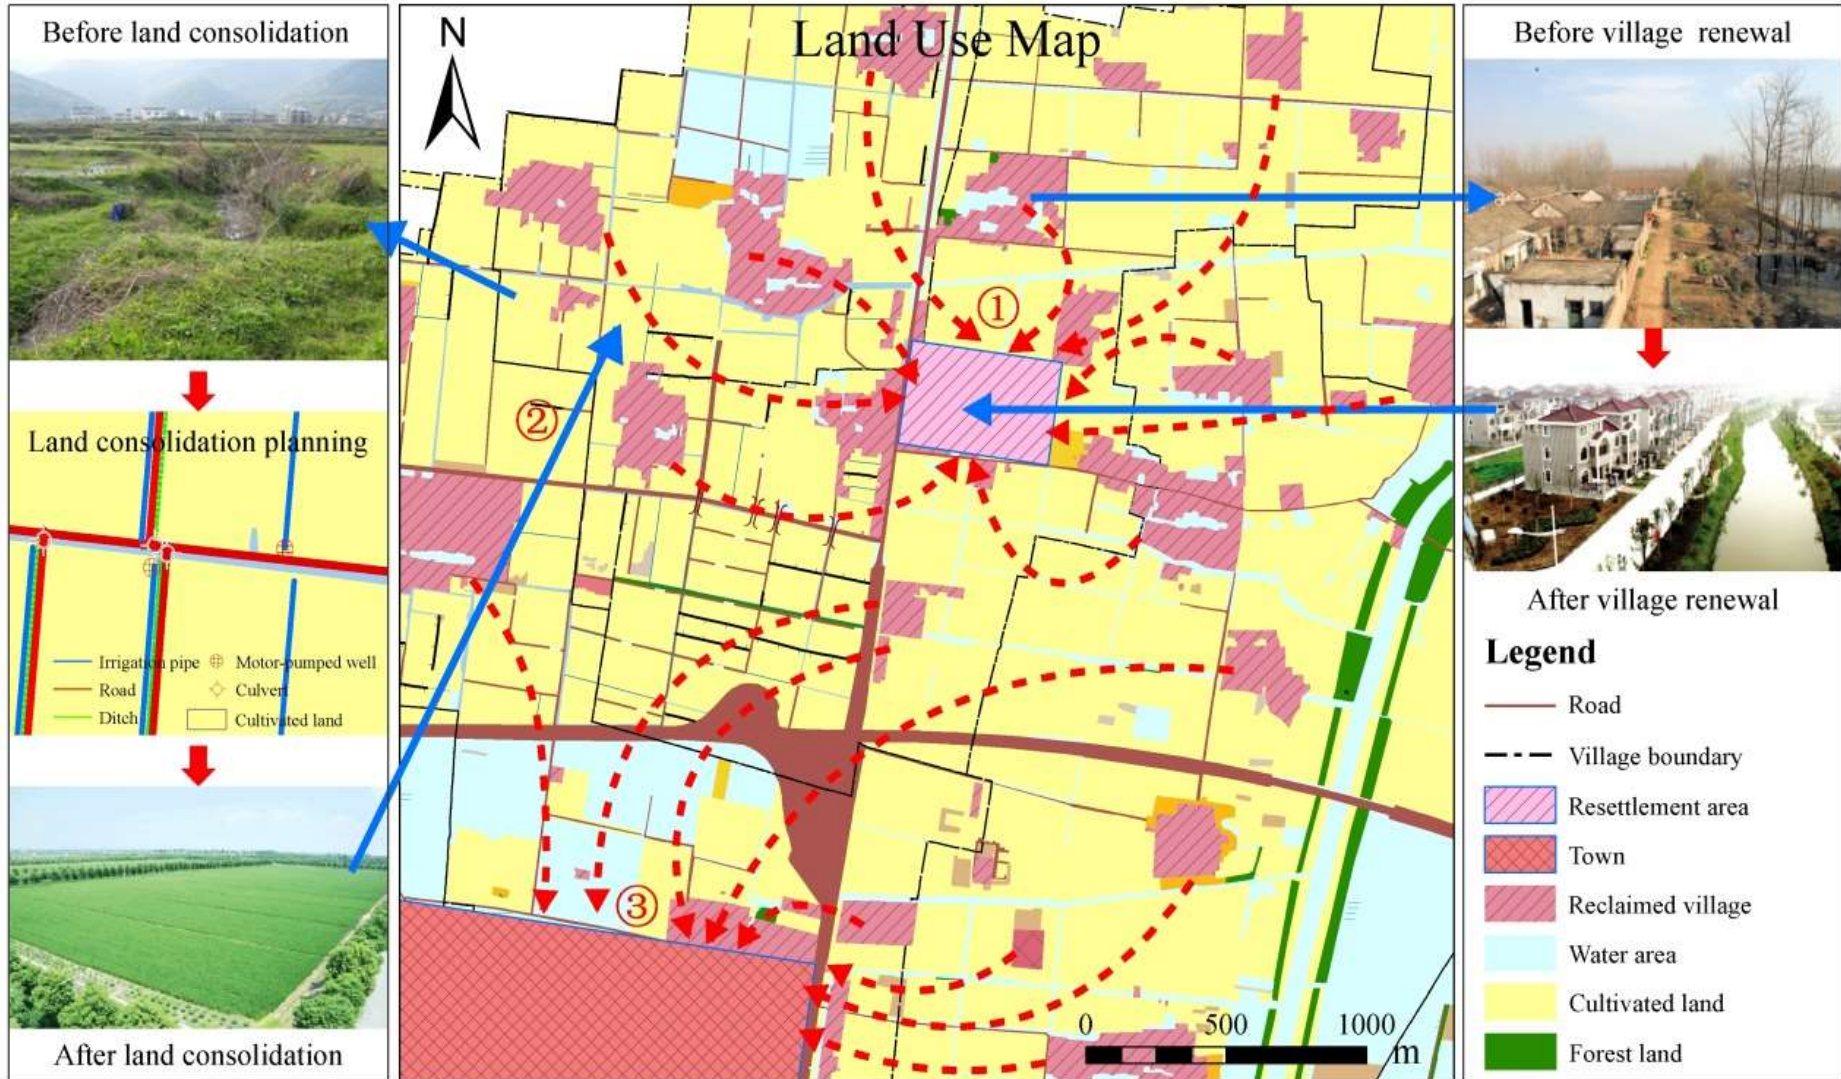 Before land consolidation
Land consolidation planning
Irrigation pipe
Motor-pumped well
Road
Culvert
Ditch
Cultivated land
After land consolidation
N
Land Use Map
①
②
③
0 500 1000
m
Before village renewal
After village renewal
Legend
Road
Village boundary
Resettlement area
Town
Reclaimed village
Water area
Cultivated land
Forest land